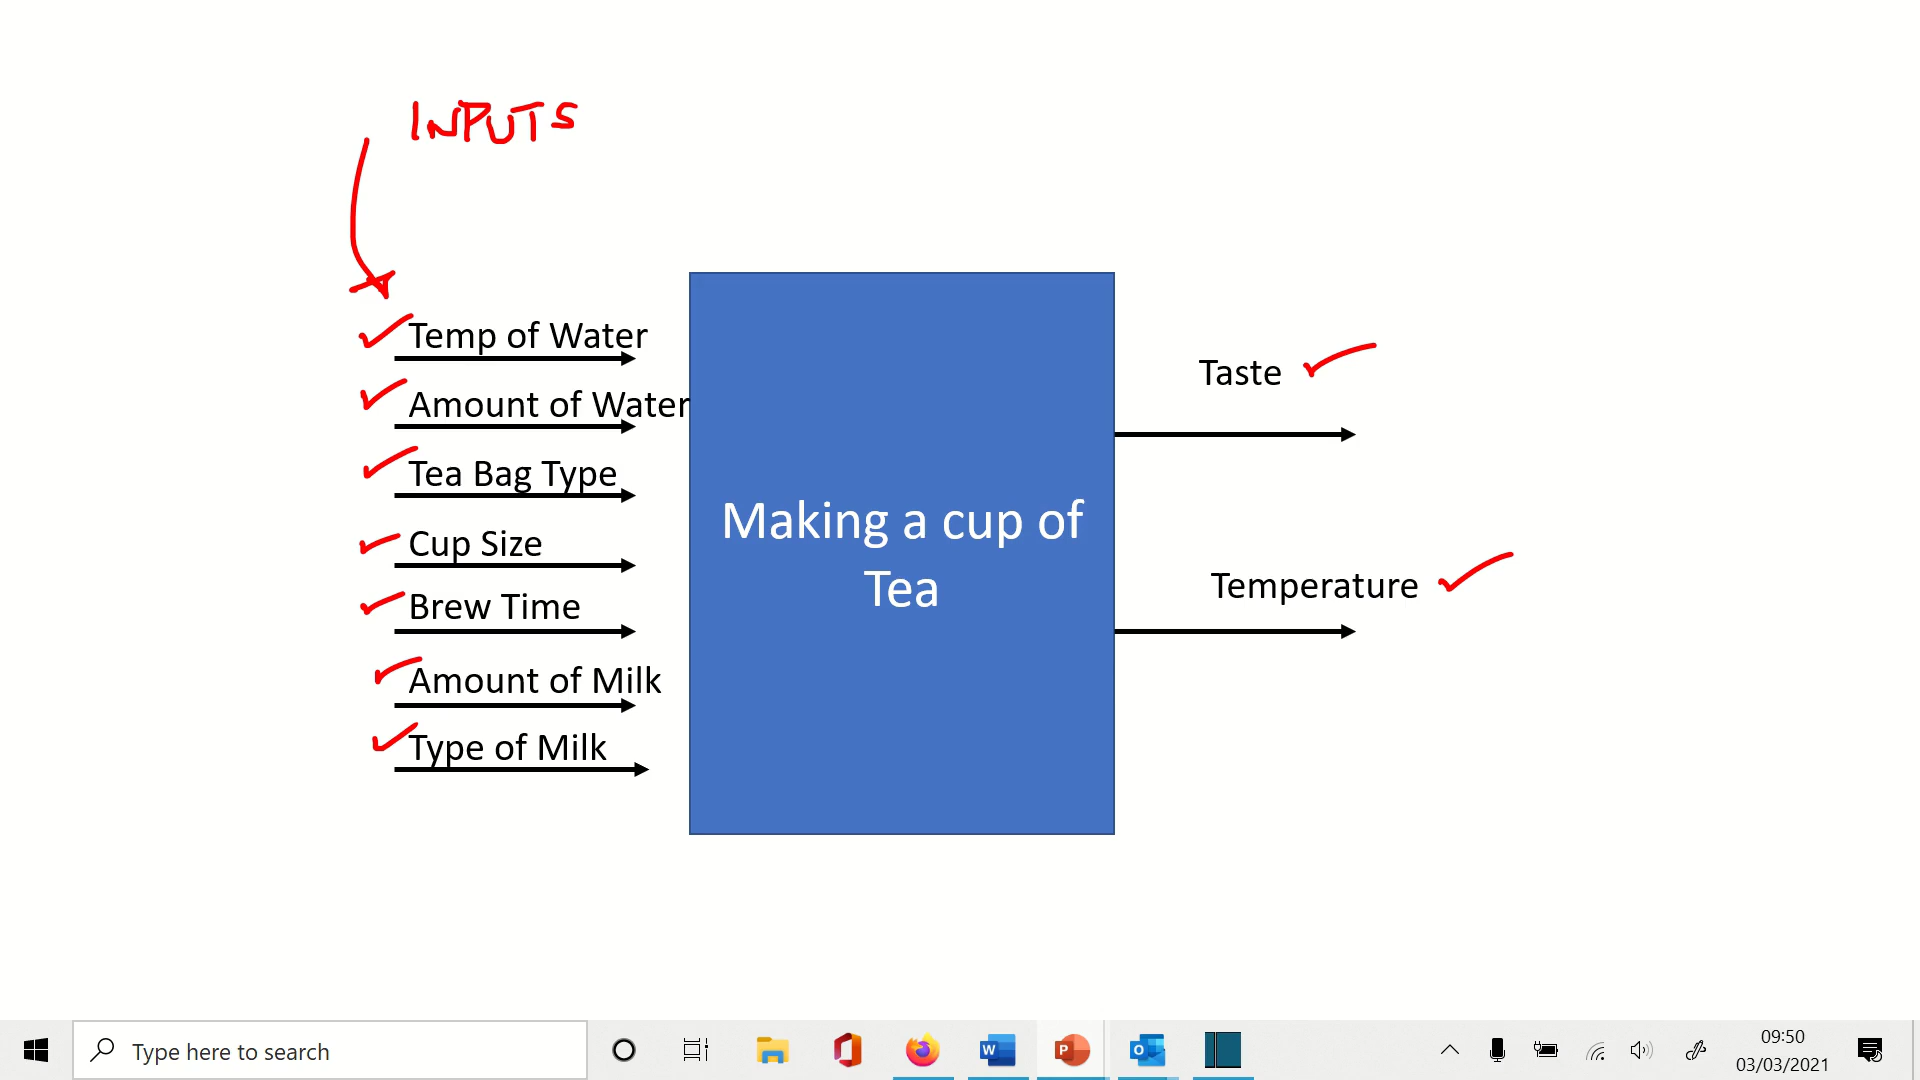 INPUTS
Temp of Water
Amount of Water
Tea Bag Type
Cup Size
Brew Time
Amount of Milk
Type of Milk
Making a cup of
Tea
Taste
Temperature
Type here to search
W
P
O
09:50
03/03/2021